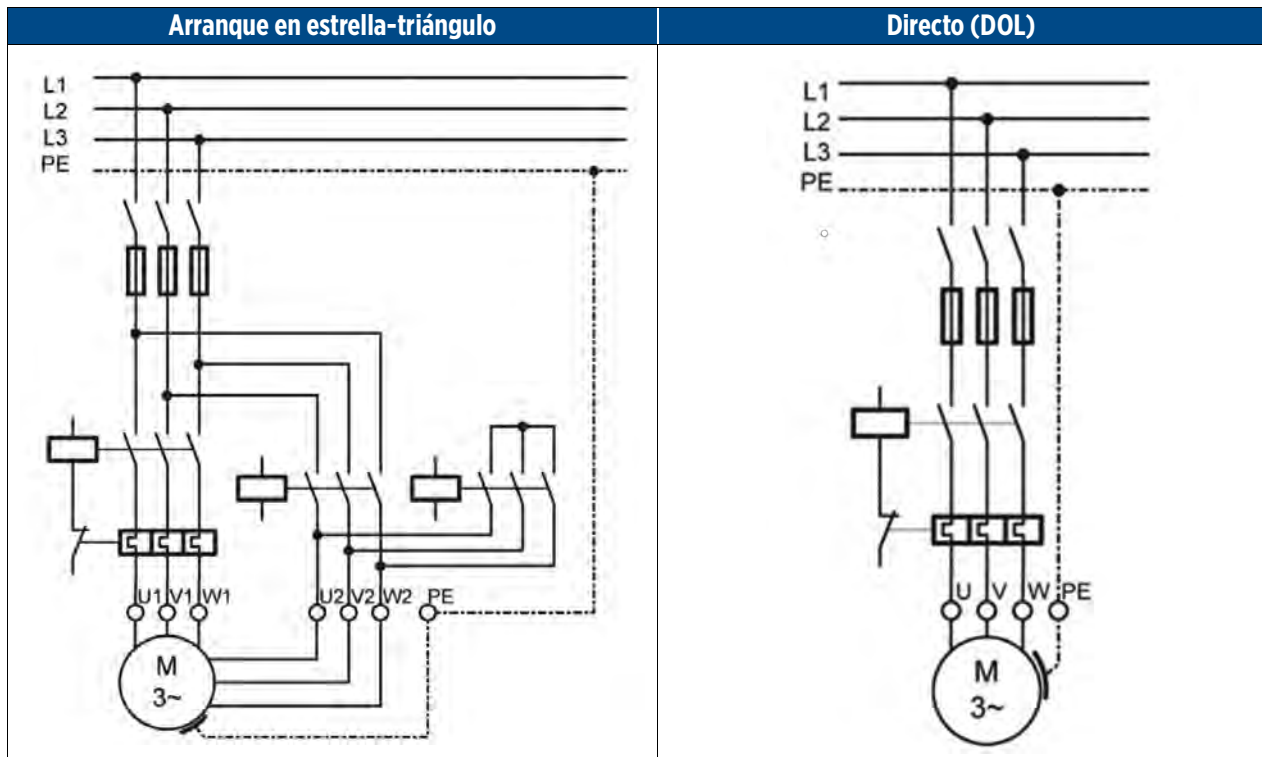 Arranque en estrella-triángulo
L1
L2
L3
PE
U1 V1 W1 U2 V2 W2 PE
M
3~
Directo (DOL)
L1
L2
L3
PE
U V W PE
M
3~